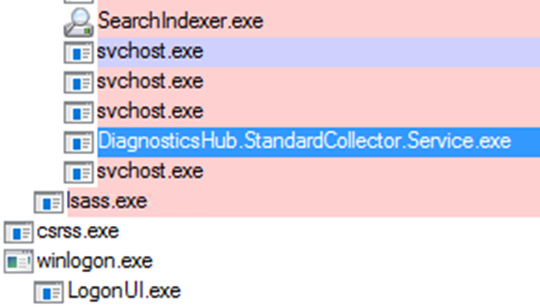 SearchIndexer.exe
svchost.exe
svchost.exe
svchost.exe
DiagnosticsHub.StandardCollector.Service.exe
svchost.exe
lsass.exe
csrss.exe
winlogon.exe
LogonUI.exe